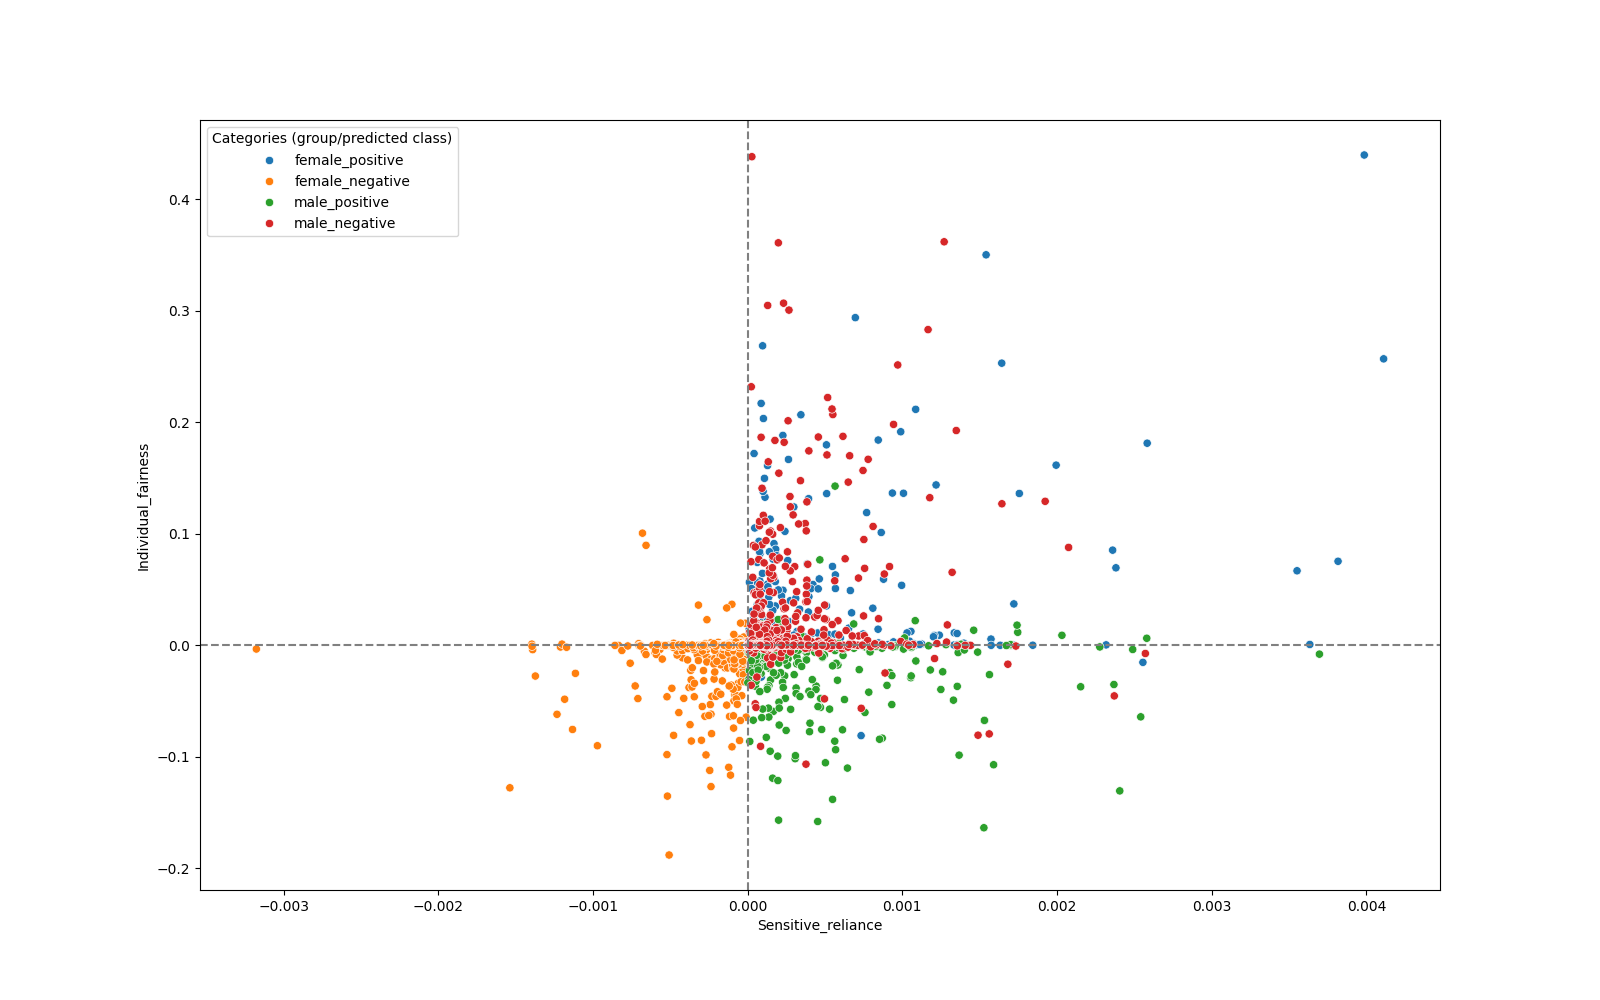 Categories (group/predicted class)
female_positive
female_negative
male_positive
male_negative
0.4
0.3
0.2
0.1
0.0
−0.1
−0.2
Individual_fairness
−0.003
−0.002
−0.001
0.000
0.001
0.002
0.003
0.004
Sensitive_reliance